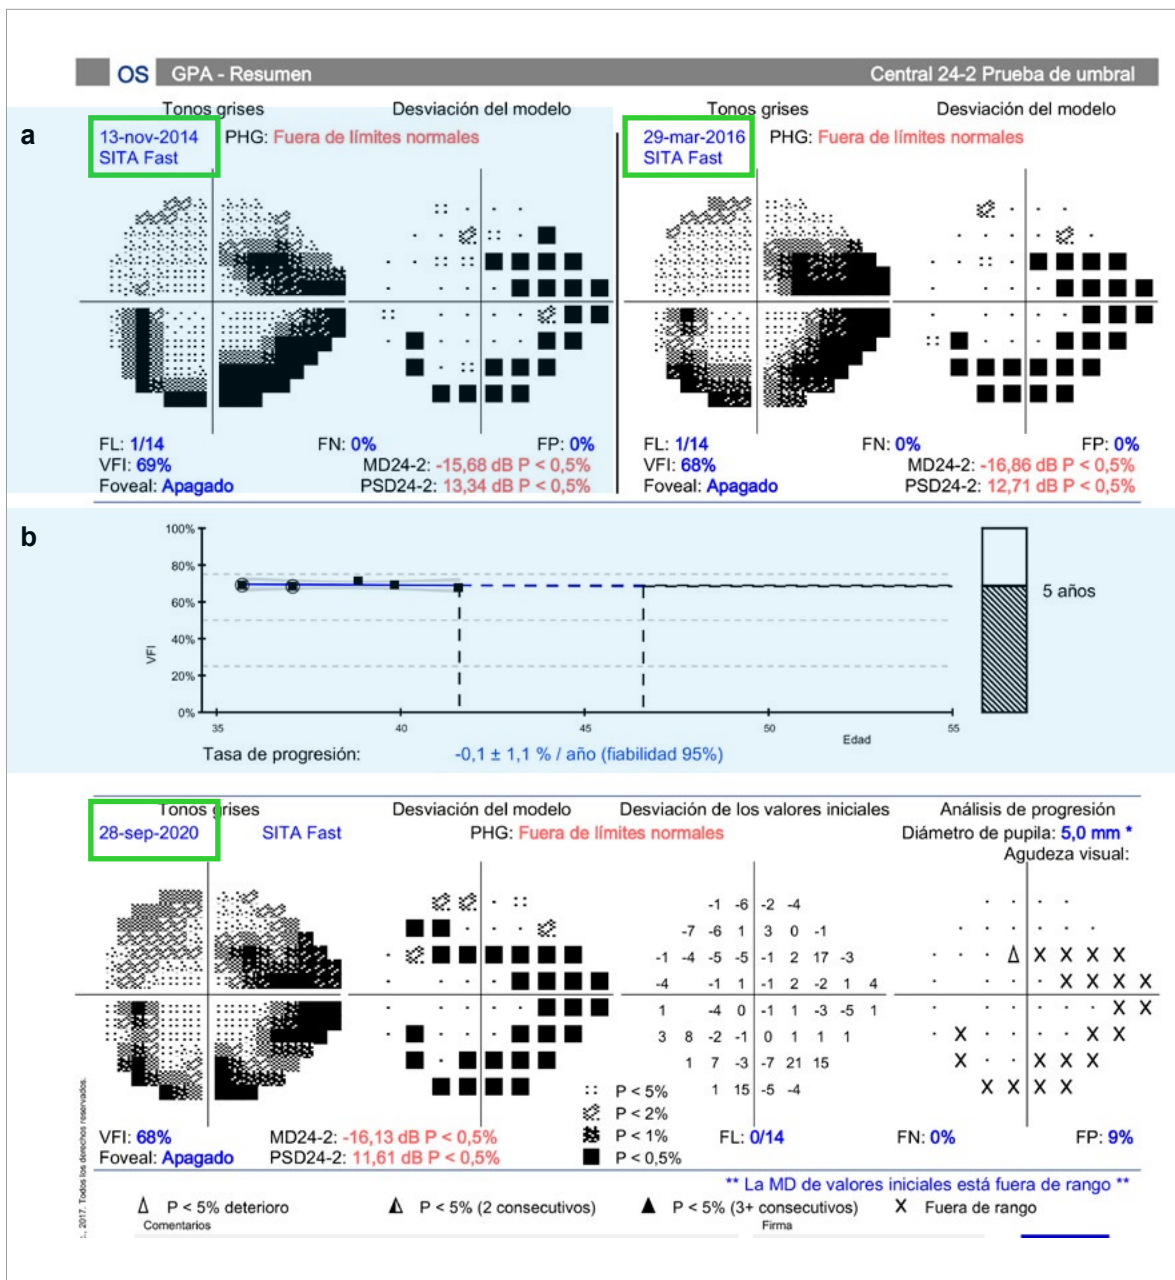 OS GPA - Resumen Central 24-2 Prueba de umbral
Tonos grises Desviación del modelo Tonos grises Desviación del modelo
a
13-nov-2014 PHG: Fuera de límites normales
SITA Fast
29-mar-2016 PHG: Fuera de límites normales
SITA Fast
FL: 1/14 FN: 0% FP: 0%
VFI: 69% MD24-2: -15,68 dB P < 0,5%
Foveal: Apagado PSD24-2: 13,34 dB P < 0,5%
FL: 1/14 FN: 0% FP: 0%
VFI: 68% MD24-2: -16,86 dB P < 0,5%
Foveal: Apagado PSD24-2: 12,71 dB P < 0,5%
b
100%
80%
60%
40%
20%
0%
VFI
35 40 45 50 55
Edad
5 años
Tasa de progresión: -0,1 ± 1,1 % / año (fiabilidad 95%)
Tonos grises Desviación del modelo Desviación de los valores iniciales Análisis de progresión
28-sep-2020 SITA Fast PHG: Fuera de límites normales Diámetro de pupila: 5,0 mm *
Agudeza visual:
-1 -6 -2 -4
-7 -6 1 3 0 -1
-1 -4 -5 -5 -1 2 17 -3
-4 -1 1 -1 2 -2 1 4
1 -4 0 -1 1 -3 -5 1
3 8 -2 -1 0 1 1 1
1 7 -3 -7 21 15
1 15 -5 -4
X X X X
X X X X
X X
X X X
X X X X
X X X X
P < 5%
P < 2%
P < 1%
P < 0,5%
VFI: 68% MD24-2: -16,13 dB P < 0,5% FL: 0/14 FN: 0% FP: 9%
Foveal: Apagado PSD24-2: 11,61 dB P < 0,5%
** La MD de valores iniciales está fuera de rango **
P < 5% deterioro P < 5% (2 consecutivos) P < 5% (3+ consecutivos) X Fuera de rango
Comentarios Firma
., 2017. Todos los derechos reservados.